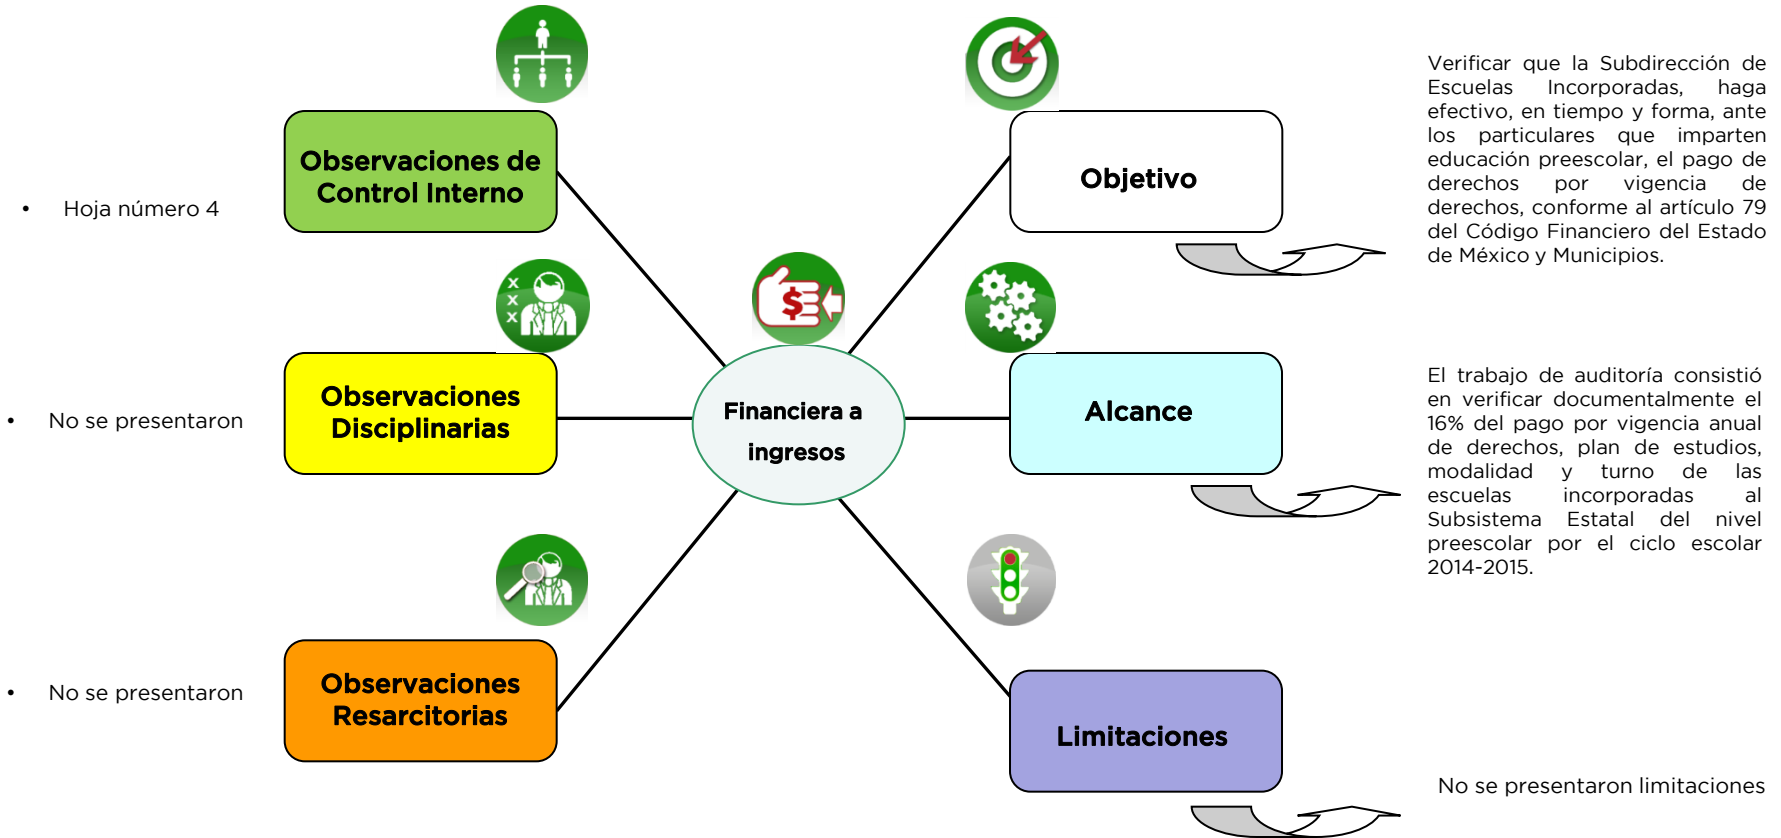 Observaciones de
Control Interno
• Hoja número 4
Observaciones
Disciplinarias
• No se presentaron
Observaciones
Resarcitorias
• No se presentaron
$
Financiera a
ingresos
x
x
x
Objetivo
Verificar que la Subdirección de
Escuelas Incorporadas, haga
efectivo, en tiempo y forma, ante
los particulares que imparten
educación preescolar, el pago de
derechos por vigencia de
derechos, conforme al artículo 79
del Código Financiero del Estado
de México y Municipios.
Alcance
El trabajo de auditoría consistió
en verificar documentalmente el
16% del pago por vigencia anual
de derechos, plan de estudios,
modalidad y turno de las
escuelas incorporadas al
Subsistema Estatal del nivel
preescolar por el ciclo escolar
2014-2015.
Limitaciones
No se presentaron limitaciones